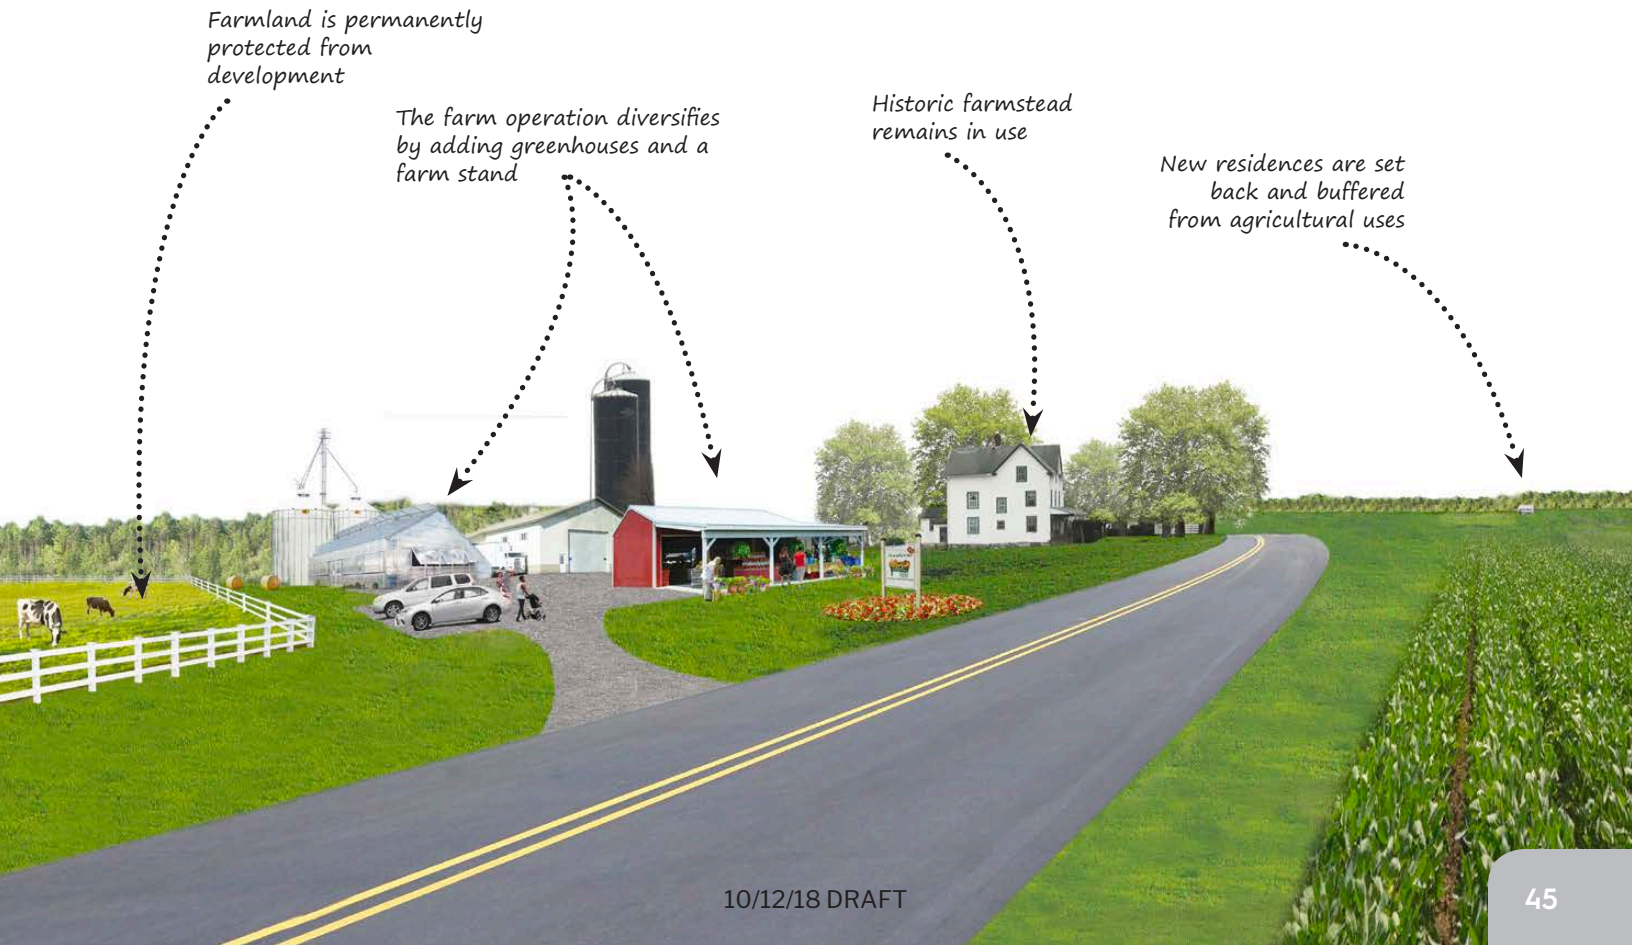 Farmland is permanently
protected from
development
The farm operation diversifies
by adding greenhouses and a
farm stand
Historic farmstead
remains in use
New residences are set
back and buffered
from agricultural uses
10/12/18 DRAFT
45